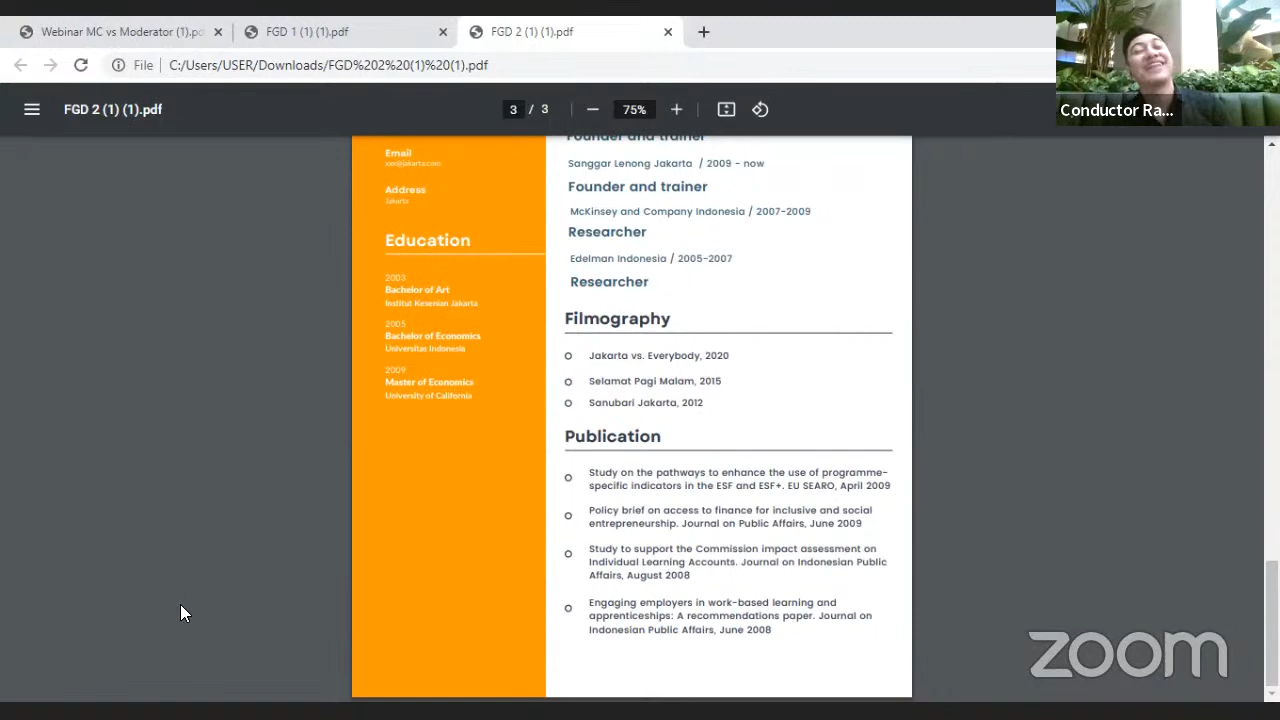 Webinar MC vs Moderator (1).pd
FGD 1 (1) (1).pdf
FGD 2 (1) (1).pdf
File
C:/Users/USER/Downloads/FGD%202%20(1)%20(1).pdf
FGD 2 (1) (1).pdf
3 / 3
75%
Conductor Ra...
Email
xxx@jakarta.com
Address
Jakarta
Education
2003
Bachelor of Art
Institut Kesenian Jakarta
2005
Bachelor of Economics
Universitas Indonesia
2009
Master of Economics
University of California
Founder and trainer
Sanggar Lenong Jakarta / 2009 - now
Founder and trainer
McKinsey and Company Indonesia / 2007-2009
Researcher
Edelman Indonesia / 2005-2007
Researcher
Filmography
Jakarta vs. Everybody, 2020
Selamat Pagi Malam, 2015
Sanubari Jakarta, 2012
Publication
Study on the pathways to enhance the use of programme-
specific indicators in the ESF and ESF+. EU SEARO, April 2009
Policy brief on access to finance for inclusive and social
entrepreneurship. Journal on Public Affairs, June 2009
Study to support the Commission impact assessment on
Individual Learning Accounts. Journal on Indonesian Public
Affairs, August 2008
Engaging employers in work-based learning and
apprenticeships: A recommendations paper. Journal on
Indonesian Public Affairs, June 2008
zoom